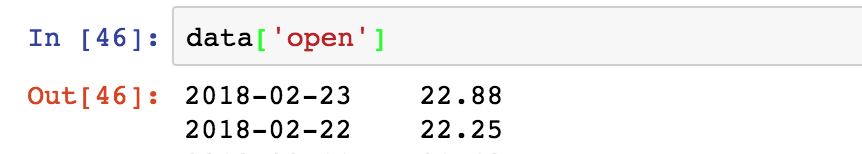 In [46]: data['open']
Out[46]: 2018-02-23    22.88
2018-02-22    22.25